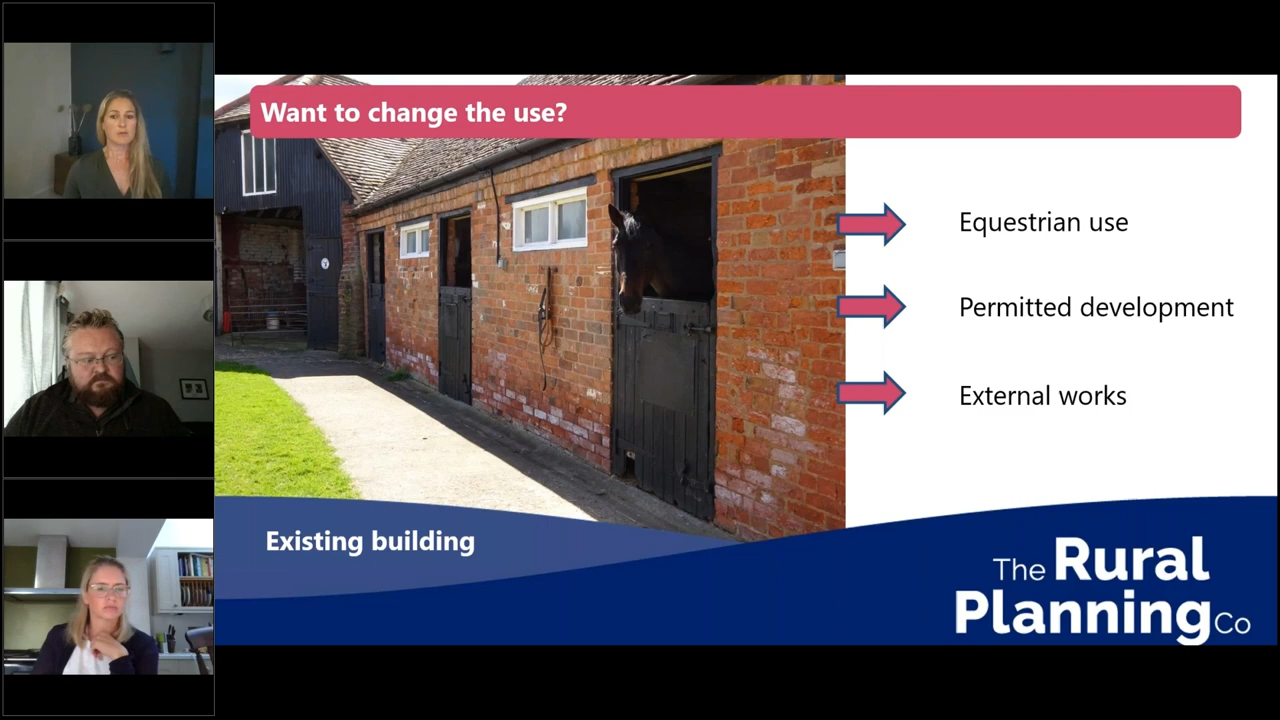 Want to change the use?
Equestrian use
Permitted development
External works
Existing building
The Rural
Planning Co